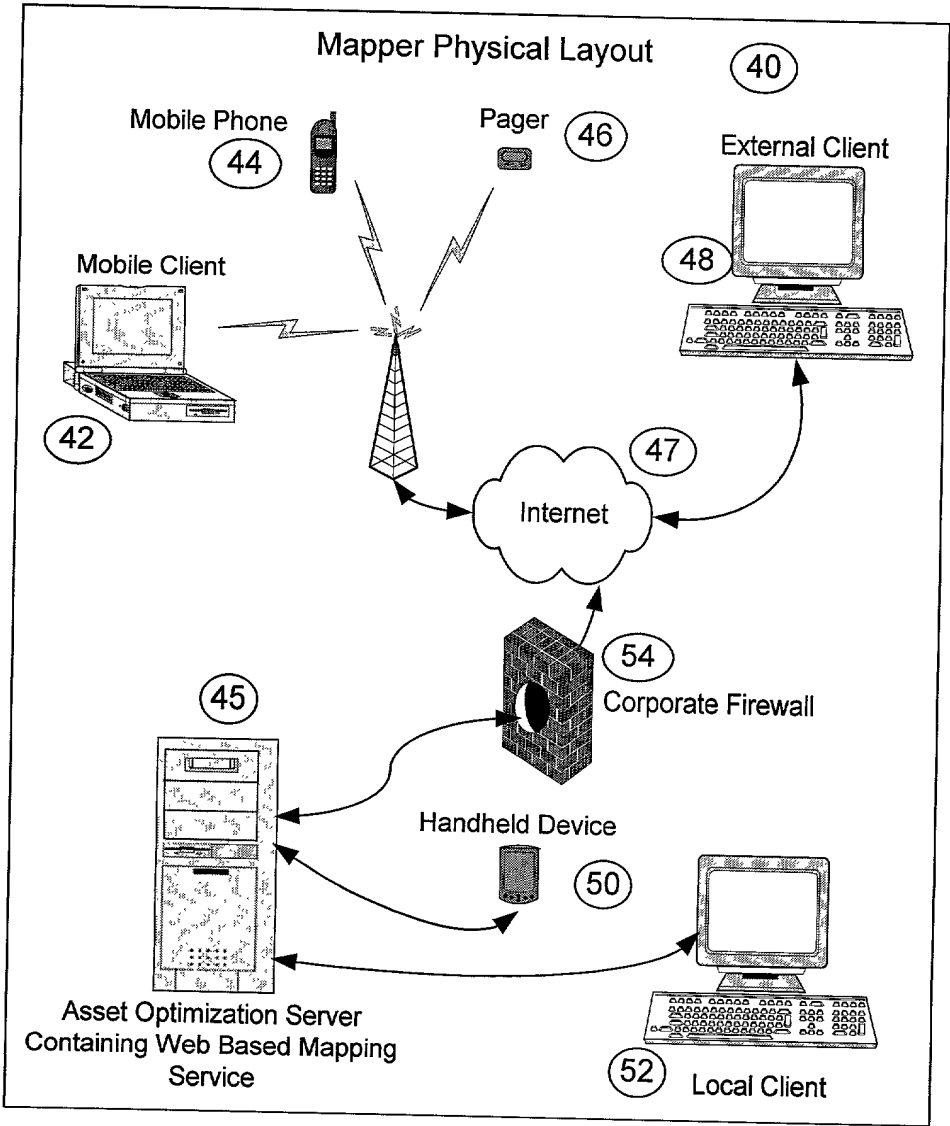 Mapper Physical Layout
40
Mobile Phone
44
Pager
46
External Client
48
Mobile Client
42
47
Internet
54
Corporate Firewall
45
Handheld Device
50
Asset Optimization Server
Containing Web Based Mapping
Service
52
Local Client